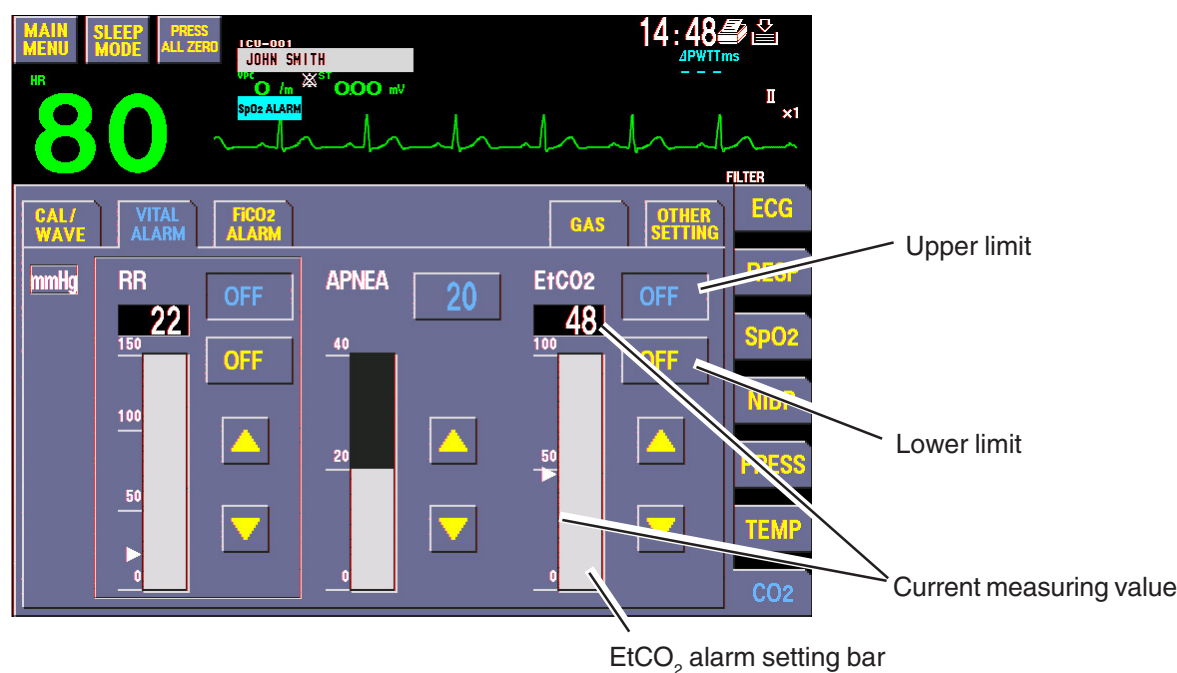 MAIN MENU
SLEEP MODE
PRESS ALL ZERO
ICU-001
JOHN SMITH
14:48
ΔPWTTms
- - -
HR
80
VPC
0 /m
ST
0.00 mV
SpO2 ALARM
II
×1
FILTER
CAL/ WAVE
VITAL ALARM
FiCO2 ALARM
GAS
OTHER SETTING
ECG
RESP
SpO2
NIBP
PRESS
TEMP
CO2
mmHg
RR
22
OFF
OFF
150
100
50
0
APNEA
20
40
20
0
EtCO2
48
OFF
OFF
100
50
0
Upper limit
Lower limit
Current measuring value
EtCO₂ alarm setting bar